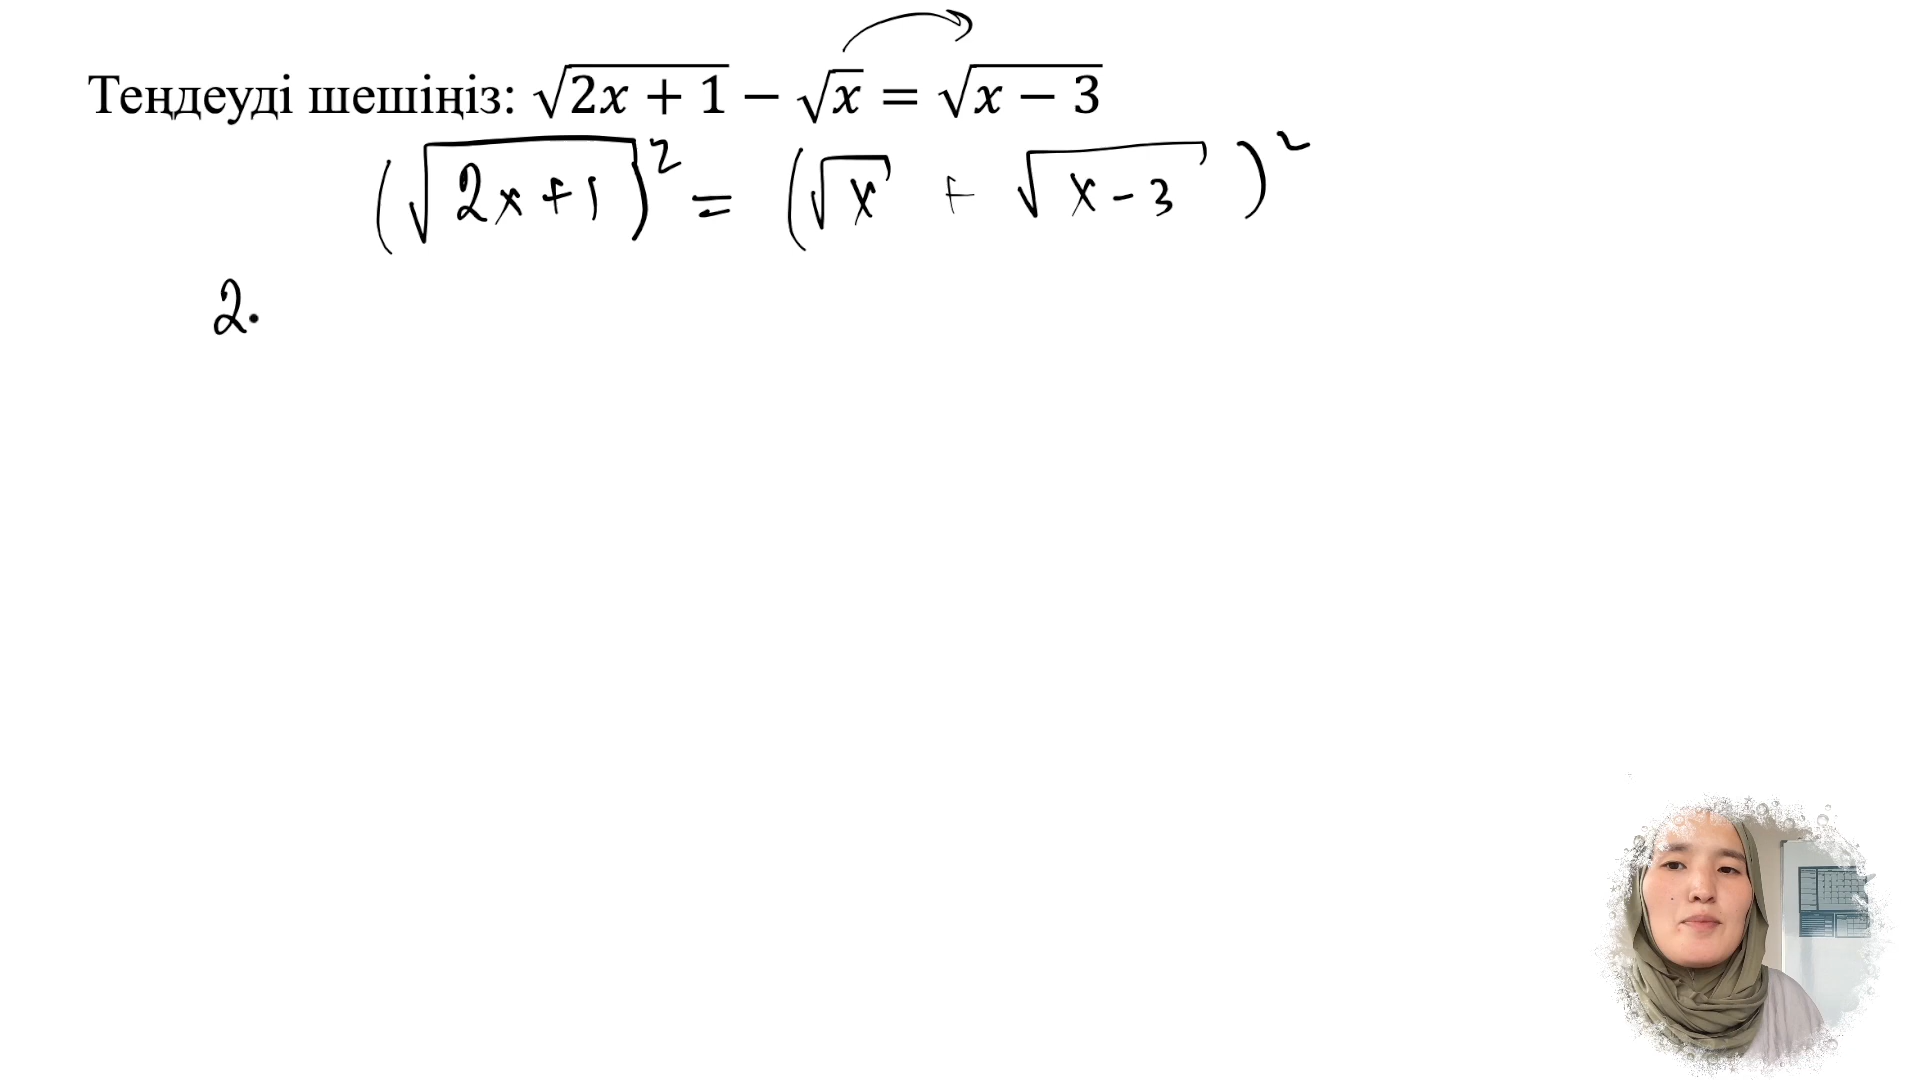 Теңдеуді шешіңіз: √(2x + 1) − √x = √(x − 3)
(√(2x+1))² = (√x + √(x-3))²
2.